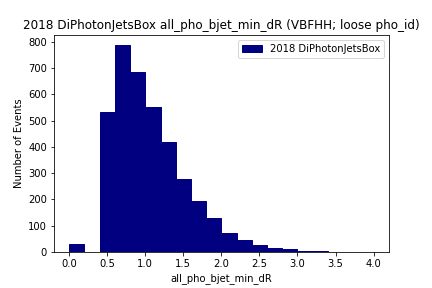 2018 DiPhotonJetsBox all_pho_bjet_min_dR (VBFHH; loose pho_id)
2018 DiPhotonJetsBox
Number of Events
800
700
600
500
400
300
200
100
0
0.0 0.5 1.0 1.5 2.0 2.5 3.0 3.5 4.0
all_pho_bjet_min_dR